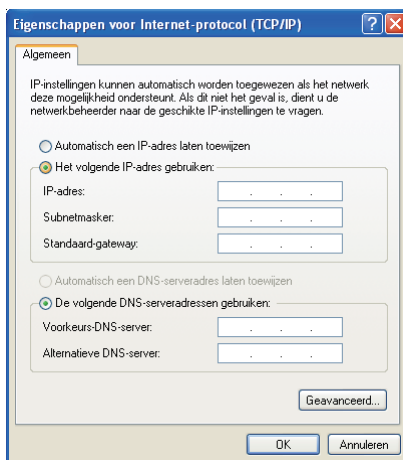 Eigenschappen voor Internet-protocol (TCP/IP)
Algemeen
IP-instellingen kunnen automatisch worden toegewezen als het netwerk
deze mogelijkheid ondersteunt. Als dit niet het geval is, dient u de
netwerkbeheerder naar de geschikte IP-instellingen te vragen.
Automatisch een IP-adres laten toewijzen
Het volgende IP-adres gebruiken:
IP-adres:
Subnetmasker:
Standaard-gateway:
Automatisch een DNS-serveradres laten toewijzen
De volgende DNS-serveradressen gebruiken:
Voorkeurs-DNS-server:
Alternatieve DNS-server:
Geavanceerd...
OK Annuleren